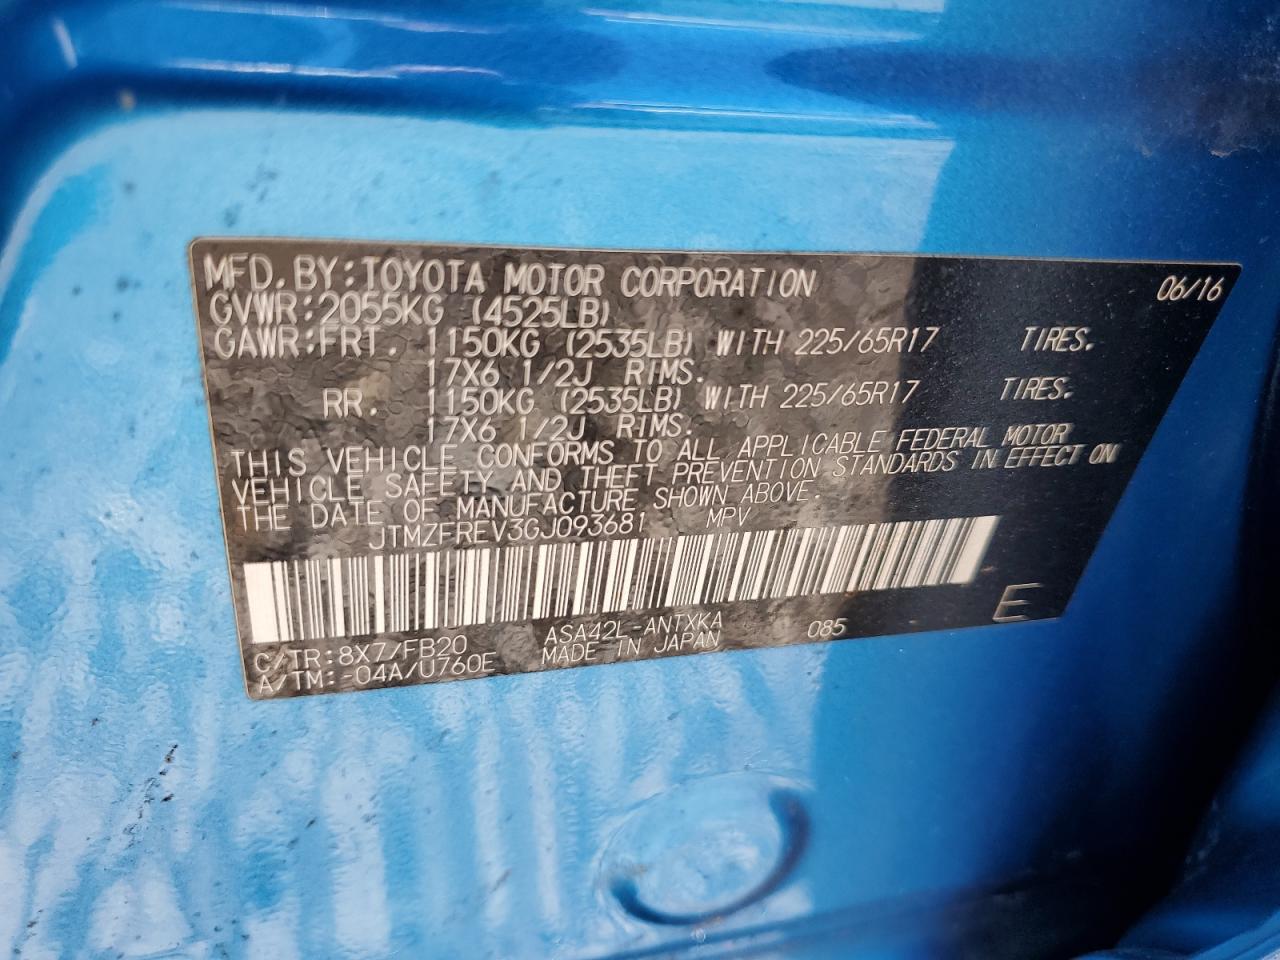 MFD.BY:TOYOTA MOTOR CORPORATION 06/16
GVWR:2055KG (4525LB)
GAWR:FRT. 1150KG (2535LB) WITH 225/65R17 TIRES.
17X6 1/2J RIMS.
RR. 1150KG (2535LB) WITH 225/65R17 TIRES.
17X6 1/2J RIMS.
THIS VEHICLE CONFORMS TO ALL APPLICABLE FEDERAL MOTOR
VEHICLE SAFETY AND THEFT PREVENTION STANDARDS IN EFFECT ON
THE DATE OF MANUFACTURE SHOWN ABOVE.
JTMZFREV3GJ093681 MPV
C/TR:8X7/FB20 ASA42L-ANTXKA 085 E
A/TM:-04A/U760E MADE IN JAPAN